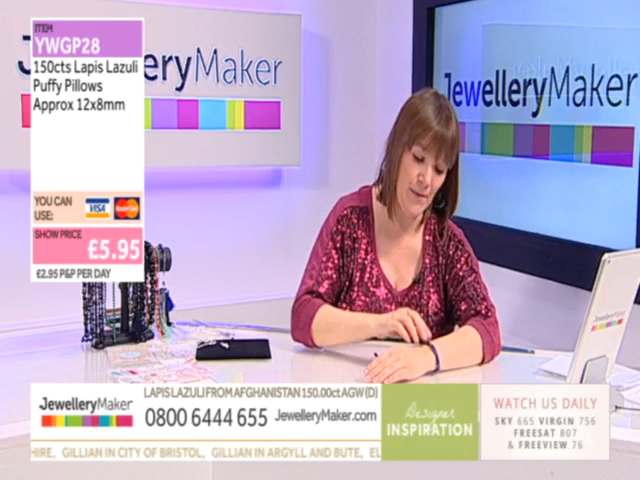 ITEM
YWGP28
150cts Lapis Lazuli
Puffy Pillows
Approx 12x8mm
YOU CAN
USE:
VISA
MasterCard
SHOW PRICE
£5.95
£2.95 P&P PER DAY
ElleryMaker
JewelleryMaker
JewelleryMaker
JewelleryMaker
LAPIS LAZULI FROM AFGHANISTAN 150.00ct AGW (D)
0800 6444 655 JewelleryMaker.com
Designer
INSPIRATION
WATCH US DAILY
SKY 665 VIRGIN 756
FREESAT 807
& FREEVIEW 76
HIRE, GILLIAN IN CITY OF BRISTOL, GILLIAN IN ARGYLL AND BUTE, EL